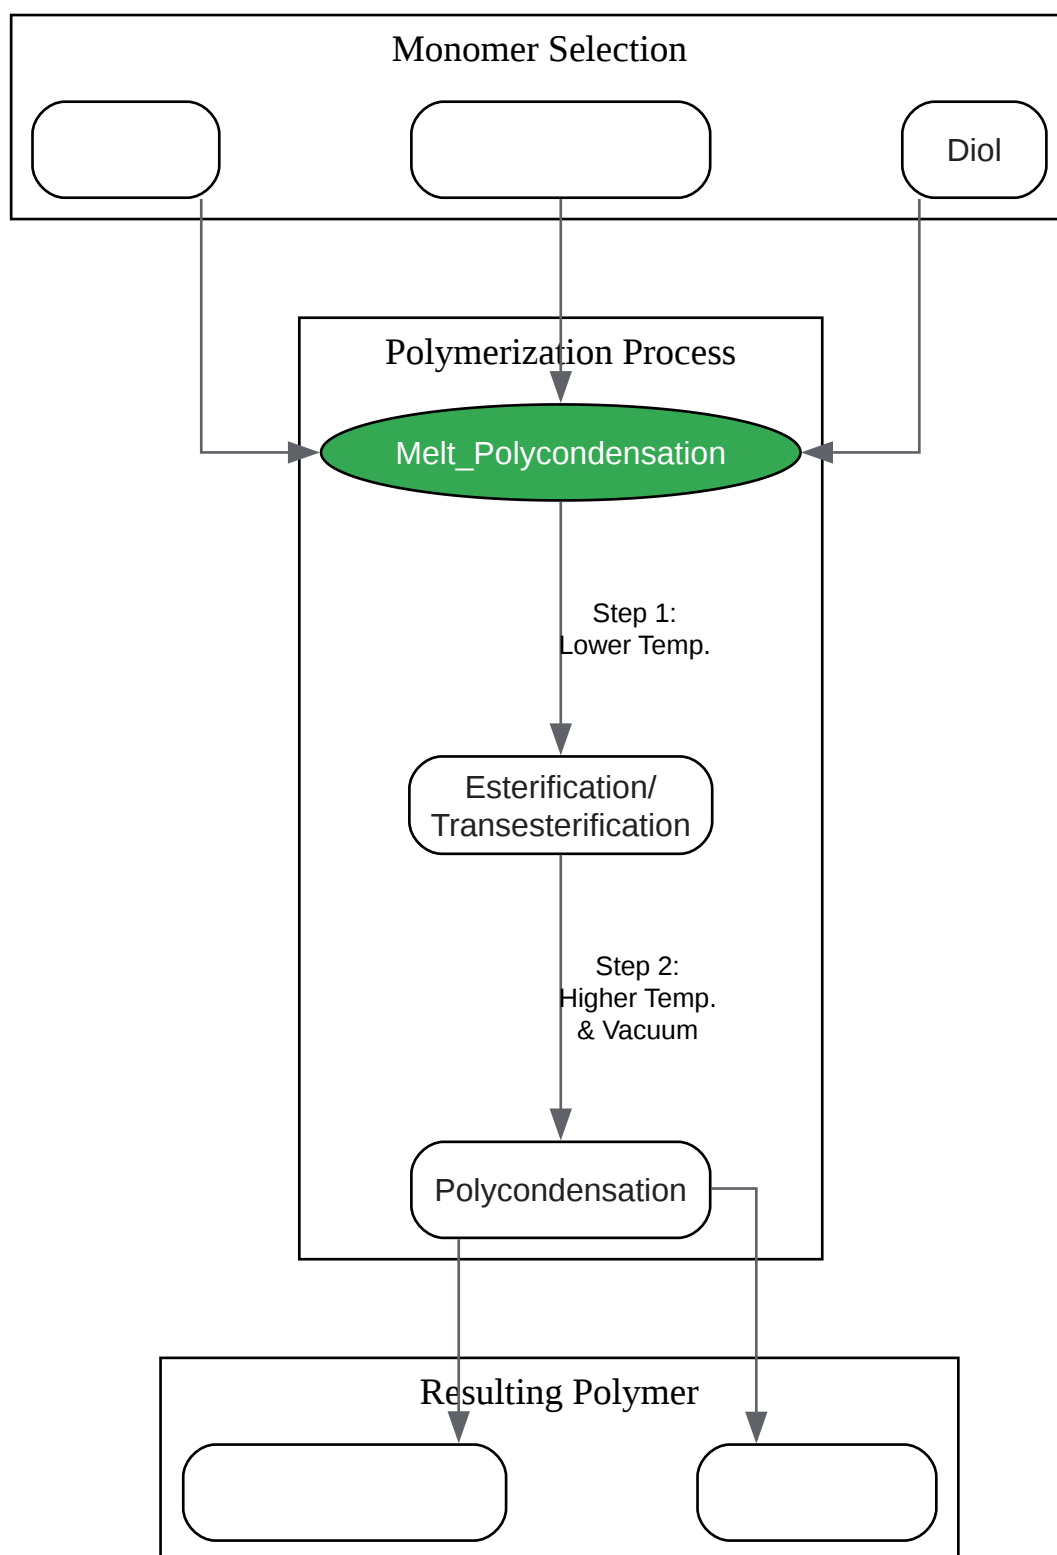 Monomer Selection
Diol
Polymerization Process
Melt_Polycondensation
Step 1:
Lower Temp.
Esterification/
Transesterification
Step 2:
Higher Temp.
& Vacuum
Polycondensation
Resulting Polymer